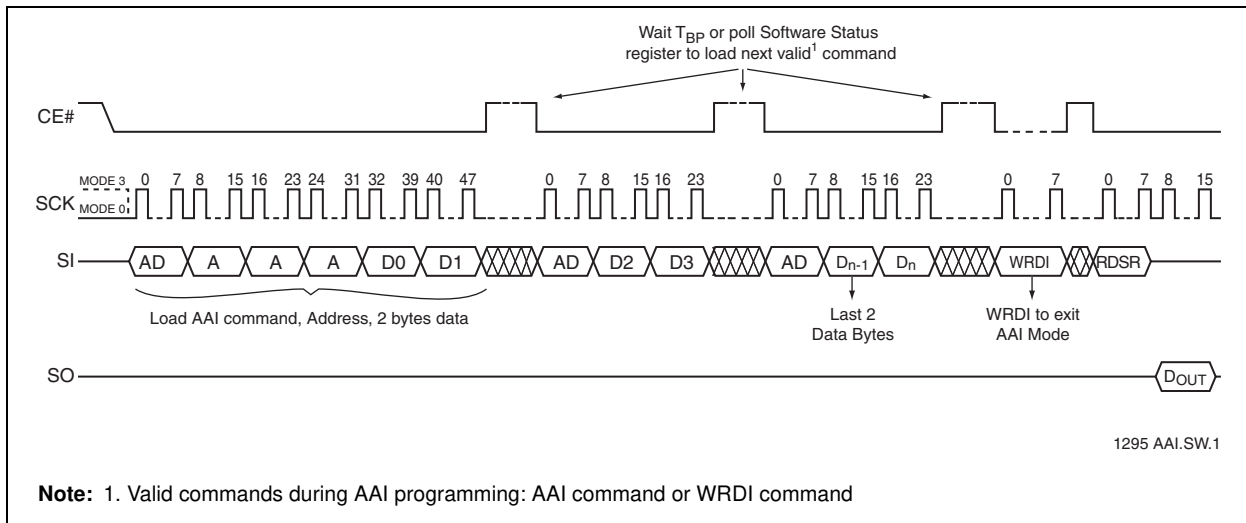 Wait TBP or poll Software Status
register to load next valid1 command
CE#
MODE 3
0 7 8 15 16 23 24 31 32 39 40 47 0 7 8 15 16 23 0 7 8 15 16 23 0 7 0 7 8 15
SCK
MODE 0
SI AD A A A D0 D1 AD D2 D3 AD Dn-1 Dn WRDI RDSR
Load AAI command, Address, 2 bytes data
Last 2
Data Bytes
WRDI to exit
AAI Mode
SO DOUT
1295 AAI.SW.1
Note: 1. Valid commands during AAI programming: AAI command or WRDI command